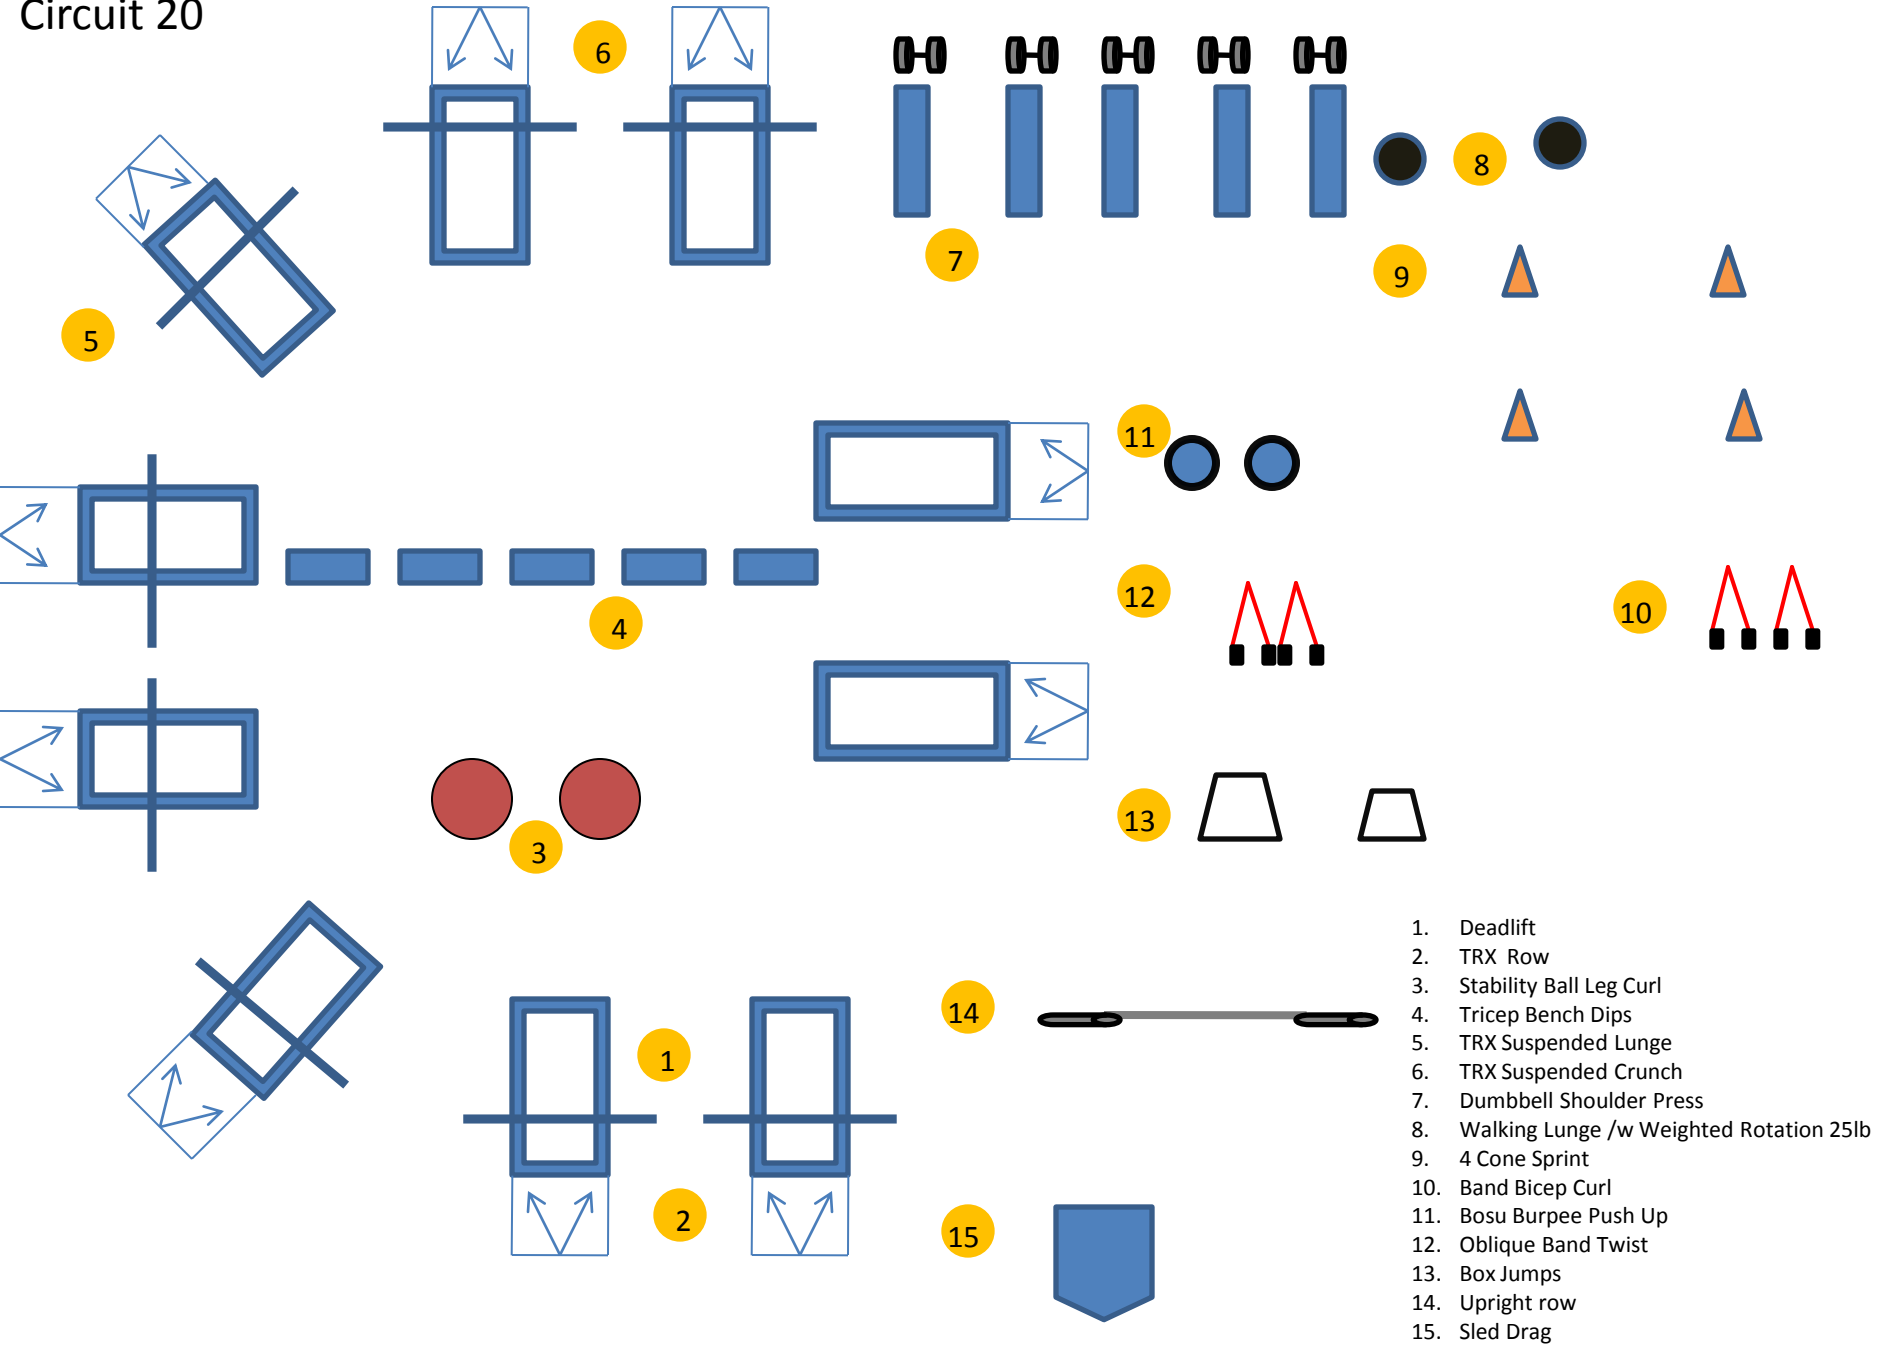 Circuit 20
6
8
7
9
5
11
12
10
4
13
3
14
1
2
15
1. Deadlift
2. TRX Row
3. Stability Ball Leg Curl
4. Tricep Bench Dips
5. TRX Suspended Lunge
6. TRX Suspended Crunch
7. Dumbbell Shoulder Press
8. Walking Lunge /w Weighted Rotation 25lb
9. 4 Cone Sprint
10. Band Bicep Curl
11. Bosu Burpee Push Up
12. Oblique Band Twist
13. Box Jumps
14. Upright row
15. Sled Drag